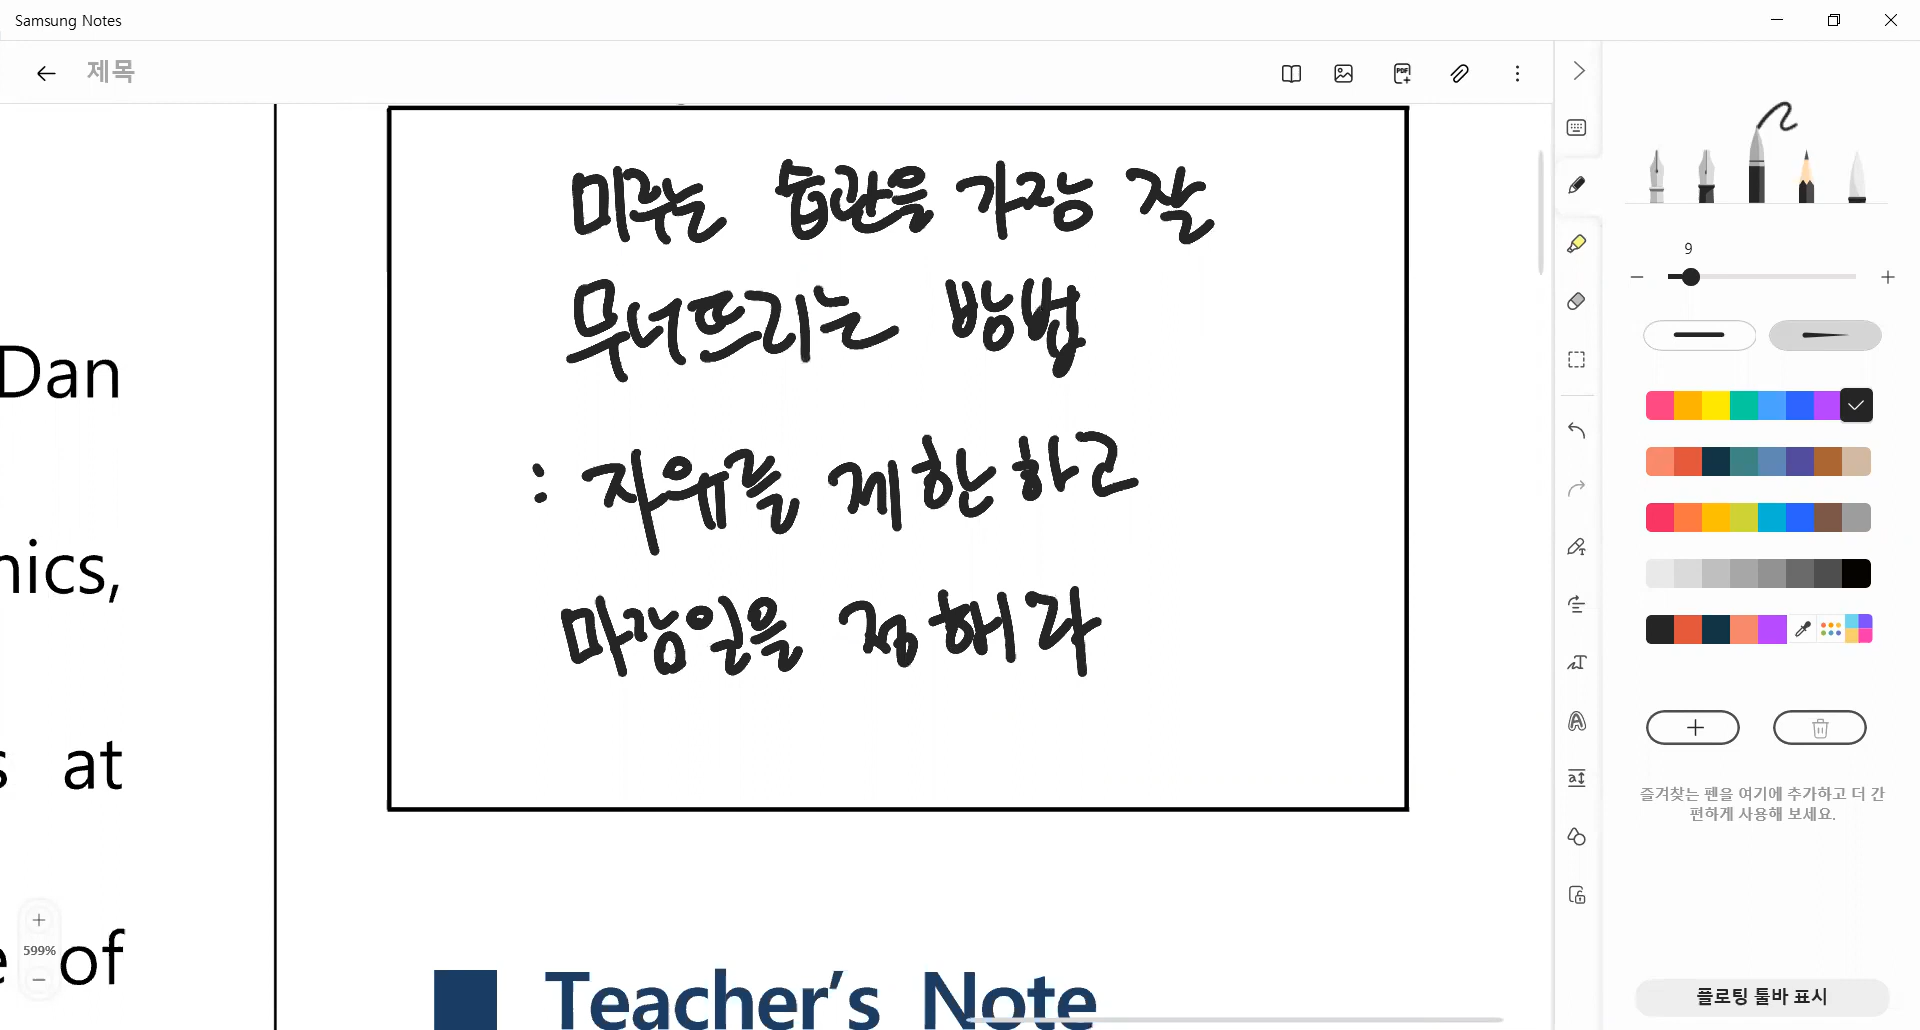 Samsung Notes
제목
미루는 습관을 가장 잘
무너뜨리는 방법
: 자유를 제한하고
마감일을 정해라
Dan
nics,
s at
e of
Teacher's Note
599%
9
PDF
즐겨찾는 펜을 여기에 추가하고 더 간
편하게 사용해 보세요.
플로팅 툴바 표시